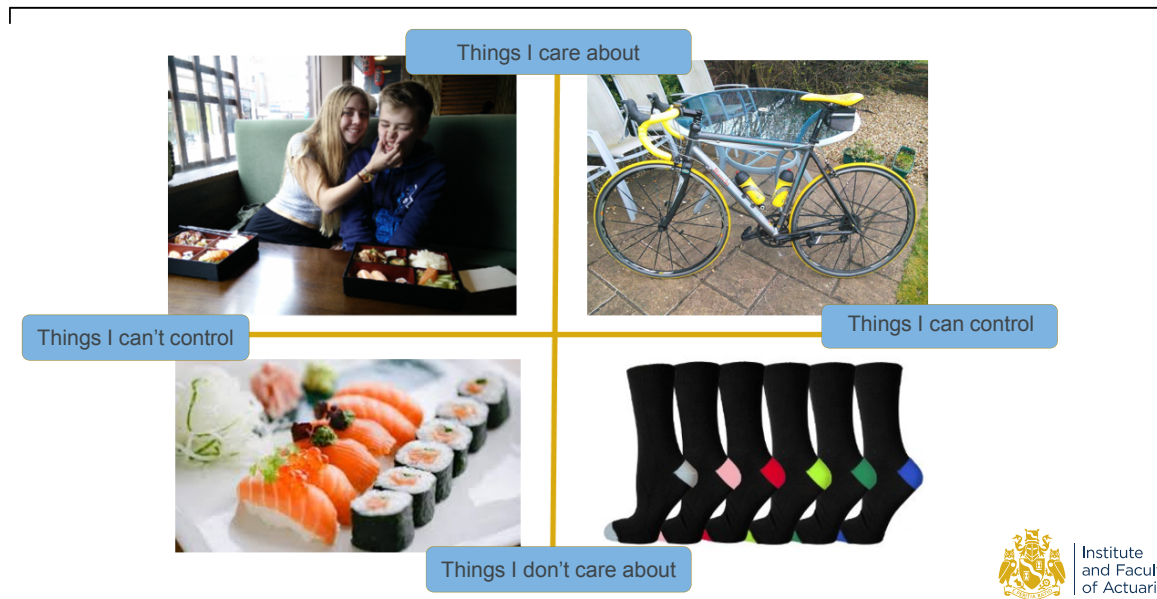 Things I care about
Things I can't control
Things I can control
Things I don't care about
Institute
and Facul
of Actuari